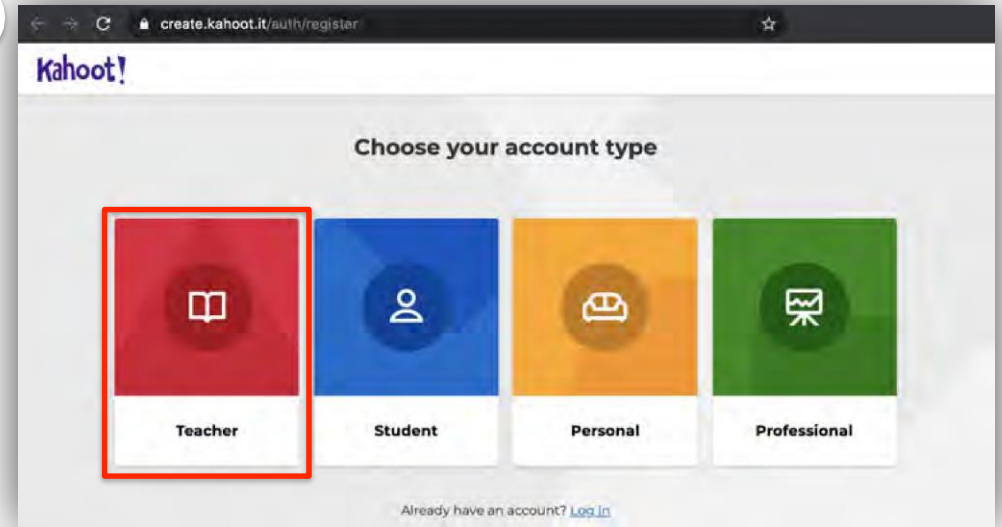 create.kahoot.it/auth/register
Kahoot!
Choose your account type
Teacher Student Personal Professional
Already have an account? Log in